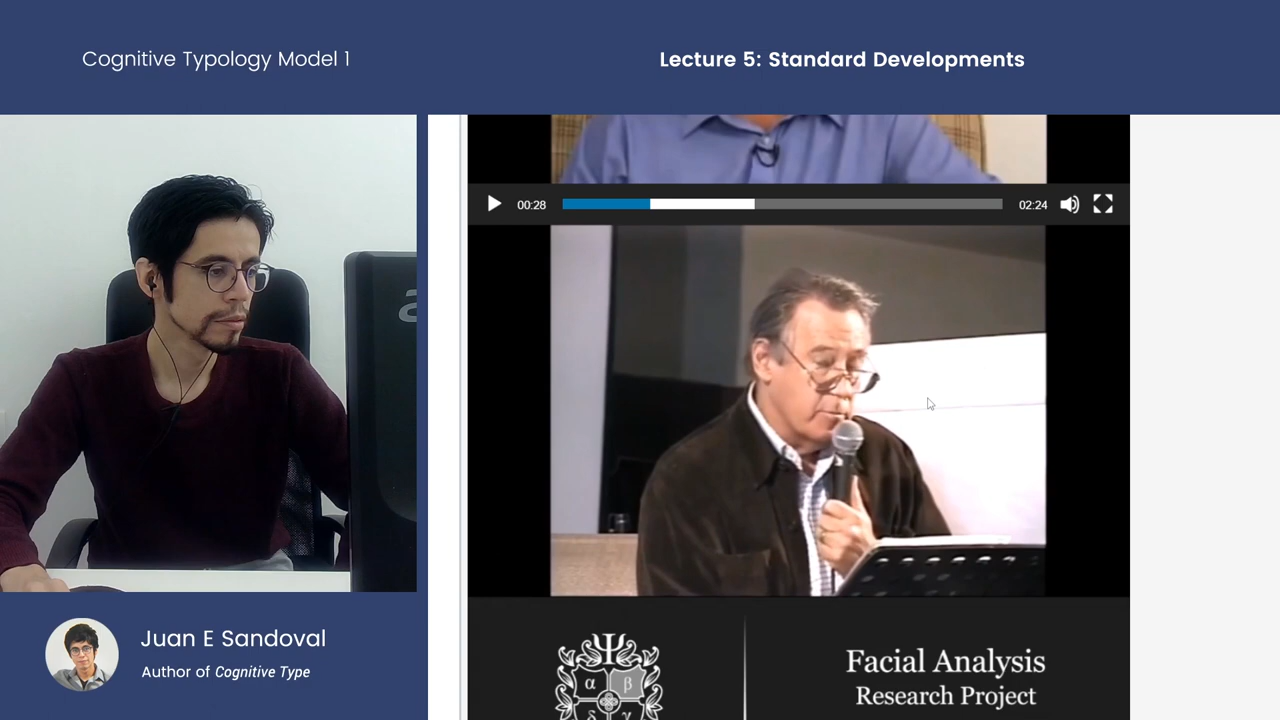 Cognitive Typology Model 1
Lecture 5: Standard Developments
00:28
02:24
Juan E Sandoval
Author of Cognitive Type
Ψ
α β
δ γ
Facial Analysis
Research Project